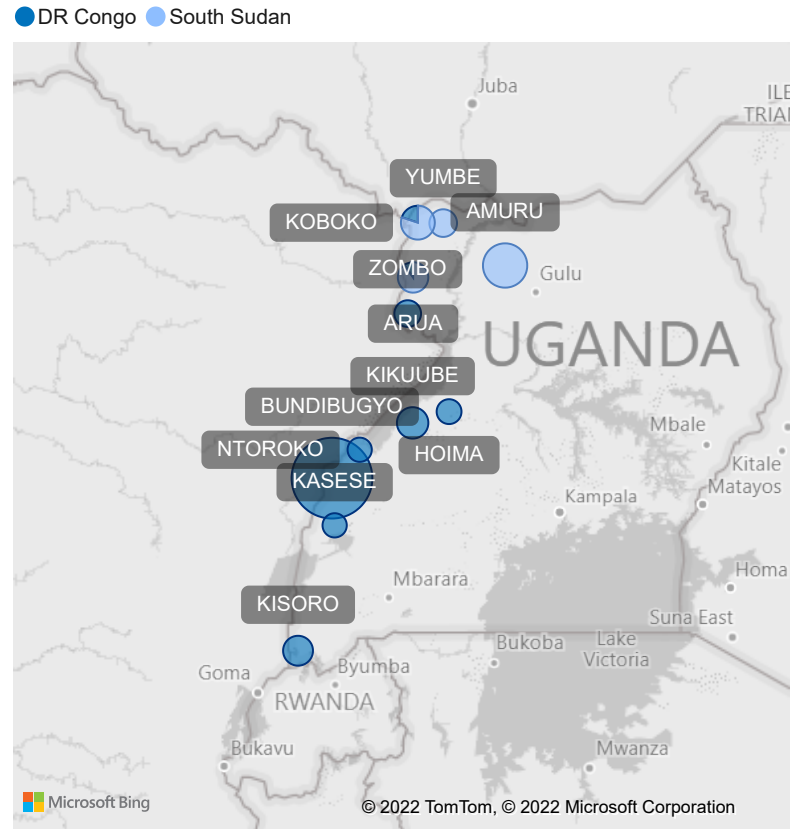 DR Congo South Sudan
Juba
ILE
TRIA
YUMBE
KOBOKO
AMURU
ZOMBO
Gulu
ARUA
UGANDA
KIKUUBE
BUNDIBUGYO
Mbale
NTOROKO
HOIMA
Kitale
KASESE
Matayos
Kampala
Homa
Mbarara
KISORO
Suna East
Bukoba
Lake
Victoria
Goma
Byumba
RWANDA
Bukavu
Mwanza
Microsoft Bing
© 2022 TomTom, © 2022 Microsoft Corporation